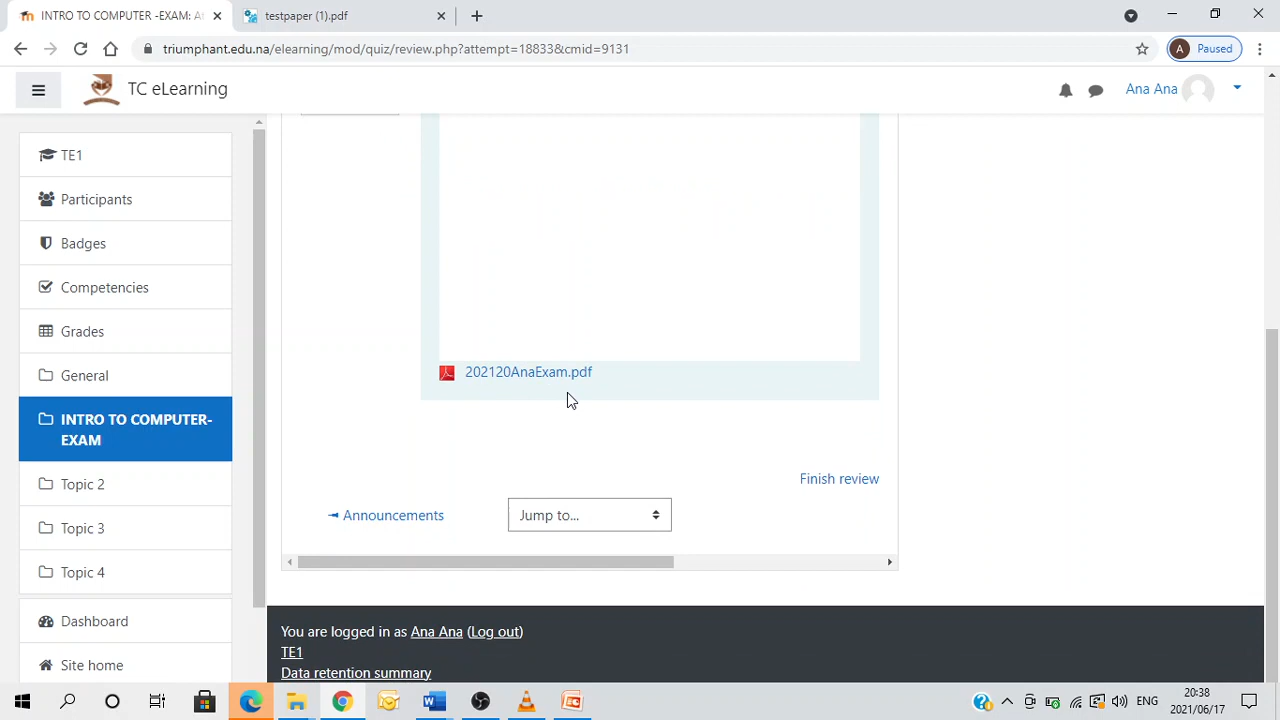 INTRO TO COMPUTER -EXAM: At
testpaper (1).pdf
triumphant.edu.na/elearning/mod/quiz/review.php?attempt=18833&cmid=9131
A Paused
TC eLearning
Ana Ana
TE1
Participants
Badges
Competencies
Grades
General
INTRO TO COMPUTER-
EXAM
Topic 2
Topic 3
Topic 4
Dashboard
Site home
202120AnaExam.pdf
Finish review
Announcements
Jump to...
You are logged in as Ana Ana (Log out)
TE1
Data retention summary
ENG
20:38
2021/06/17